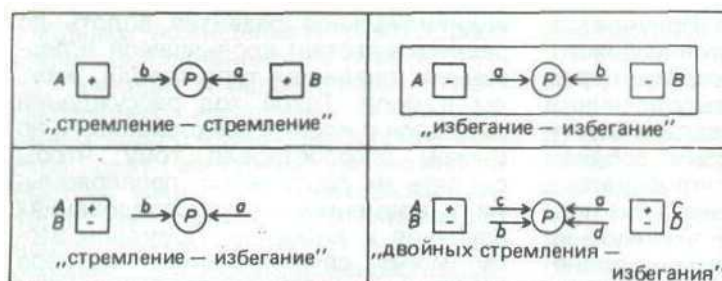 A + b P a + B
„стремление — стремление"
A - a P b - B
„избегание — избегание"
A + b P a
B -
„стремление — избегание"
A + c P a + C
B - b d - D
„двойных стремления —
избегания"